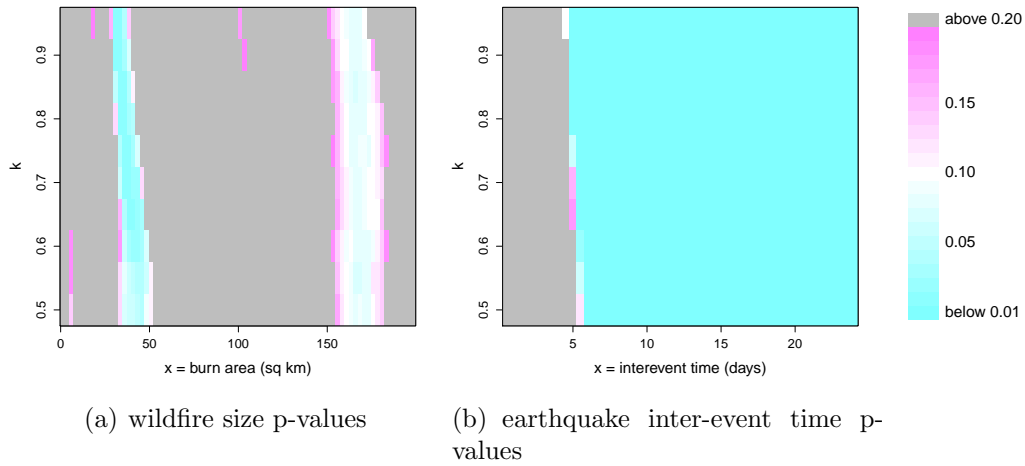 0.5 0.6 0.7 0.8 0.9
k
0 50 100 150
x = burn area (sq km)
(a) wildfire size p-values
0.5 0.6 0.7 0.8 0.9
k
5 10 15 20
x = interevent time (days)
(b) earthquake inter-event time p-
values
above 0.20
0.15
0.10
0.05
below 0.01